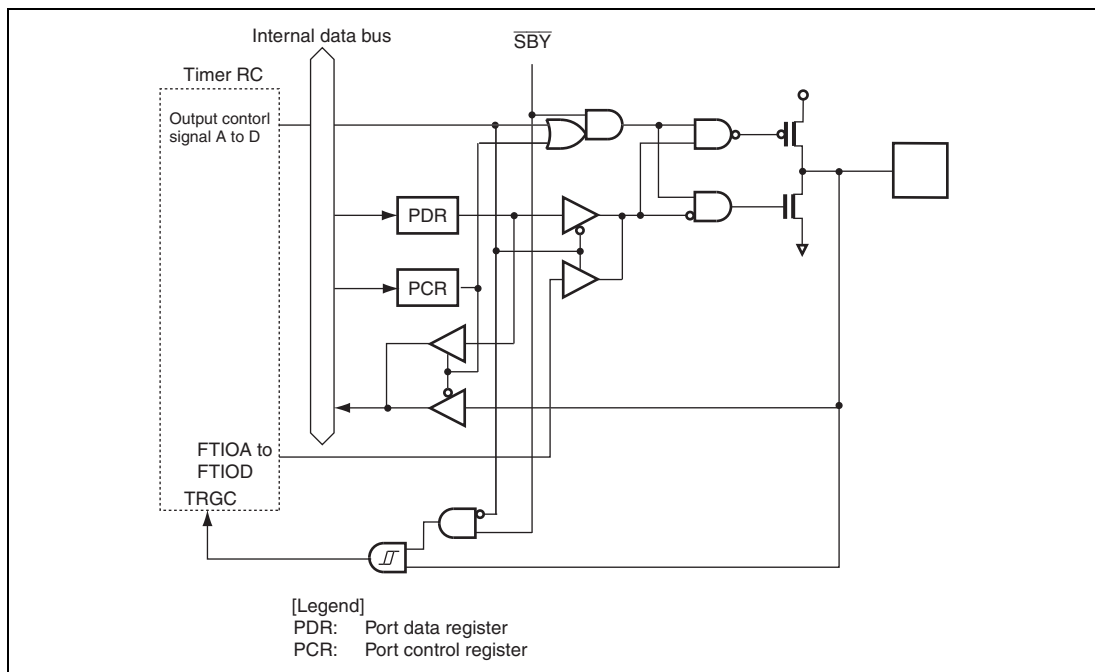 Internal data bus
SBY
Timer RC
Output contorl
signal A to D
PDR
PCR
FTIOA to
FTIOD
TRGC
[Legend]
PDR: Port data register
PCR: Port control register